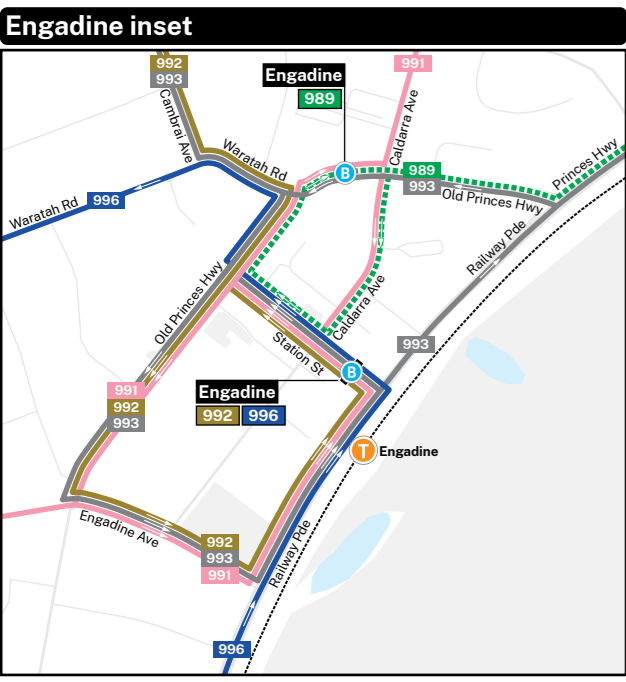 Engadine inset
992
993
991
Engadine
989
Cambrai Ave
Waratah Rd
Caldarra Ave
B
989
993
Princes Hwy
Old Princes Hwy
996
Waratah Rd
Railway Pde
Old Princes Hwy
Caldarra Ave
Station St
993
B
Engadine
992 996
991
992
993
T Engadine
Engadine Ave
992
993
991
Railway Pde
996